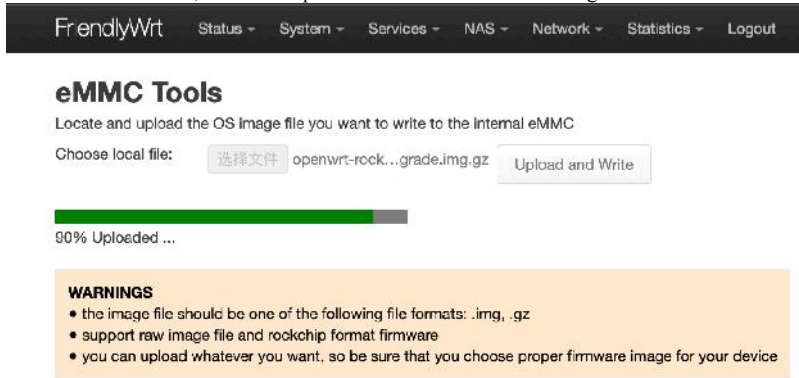 FriendlyWrt Status System Services NAS Network Statistics Logout
eMMC Tools
Locate and upload the OS image file you want to write to the internal eMMC
Choose local file: 选择文件 openwrt-rock...grade.img.gz Upload and Write
90% Uploaded ...
WARNINGS
• the image file should be one of the following file formats: .img, .gz
• support raw image file and rockchip format firmware
• you can upload whatever you want, so be sure that you choose proper firmware image for your device